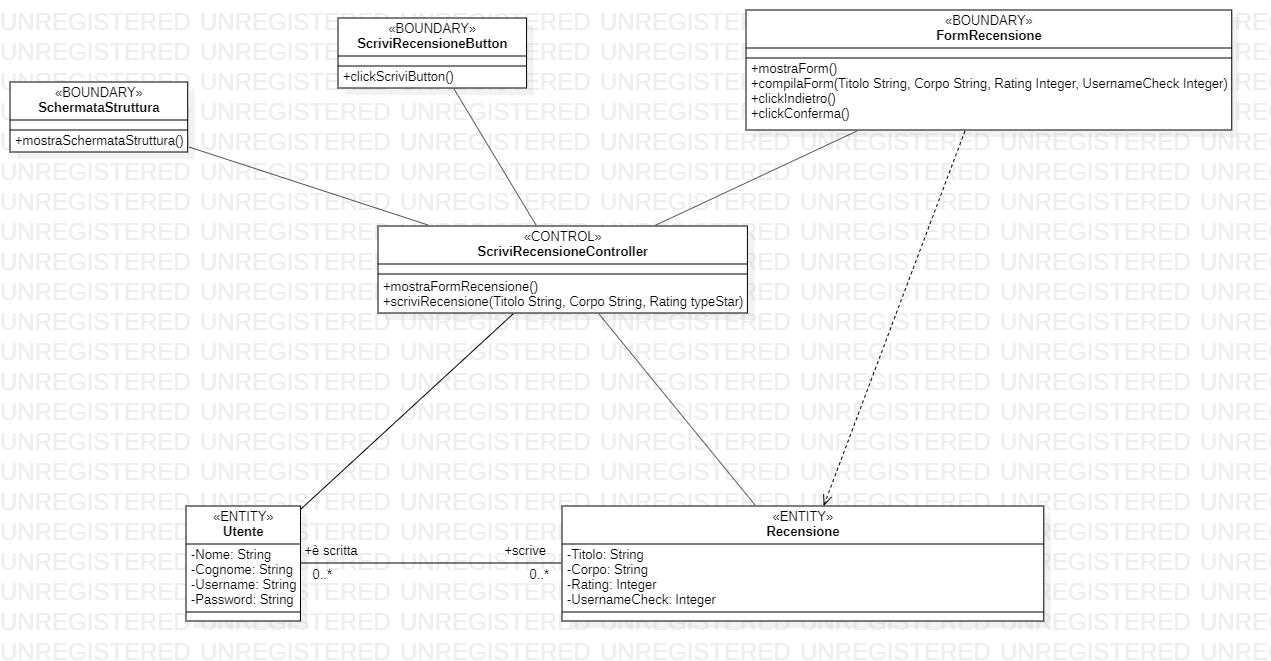 «BOUNDARY»
SchermataStruttura
+mostraSchermataStruttura()
«BOUNDARY»
ScriviRecensioneButton
+clickScriviButton()
«BOUNDARY»
FormRecensione
+mostraForm()
+compilaForm(Titolo String, Corpo String, Rating Integer, UsernameCheck Integer)
+clickIndietro()
+clickConferma()
«CONTROL»
ScriviRecensioneController
+mostraFormRecensione()
+scriviRecensione(Titolo String, Corpo String, Rating typeStar)
«ENTITY»
Utente
-Nome: String
-Cognome: String
-Username: String
-Password: String
+è scritta
0..*
+scrive
0..*
«ENTITY»
Recensione
-Titolo: String
-Corpo: String
-Rating: Integer
-UsernameCheck: Integer
UNREGISTERED